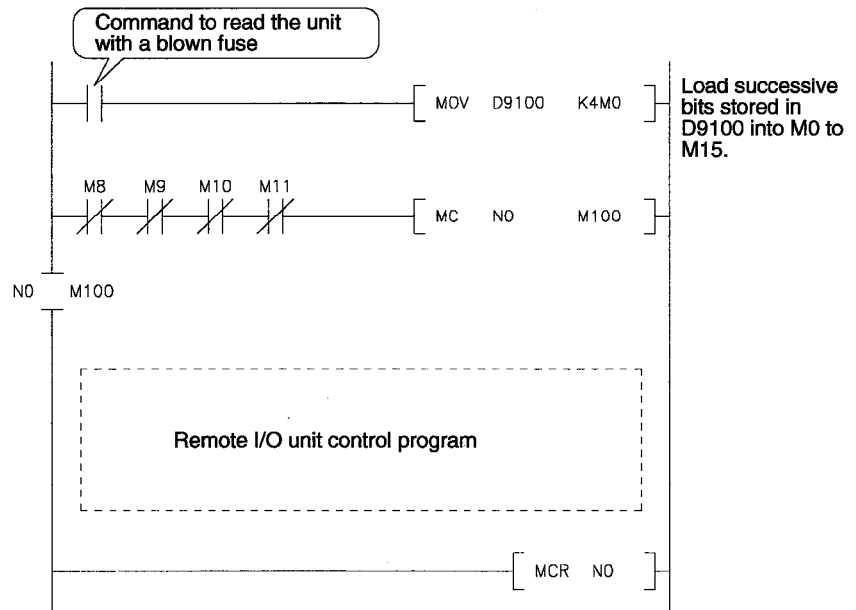 Command to read the unit
with a blown fuse
MOV D9100 K4M0
Load successive
bits stored in
D9100 into M0 to
M15.
M8 M9 M10 M11
MC N0 M100
N0 M100
Remote I/O unit control program
MCR N0